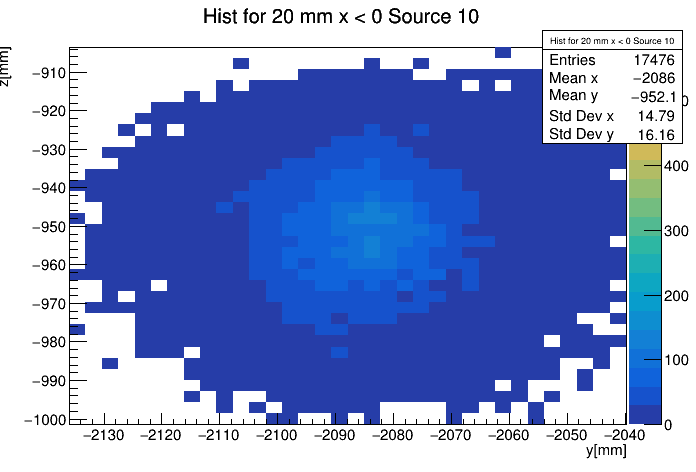 Hist for 20 mm x < 0 Source 10
z[mm]
Hist for 20 mm x < 0 Source 10
Entries 17476
Mean x −2086
Mean y −952.1
Std Dev x 14.79
Std Dev y 16.16
−910
−920
−930
−940
−950
−960
−970
−980
−990
−1000
400
300
200
100
0
−2130 −2120 −2110 −2100 −2090 −2080 −2070 −2060 −2050 −2040
y[mm]